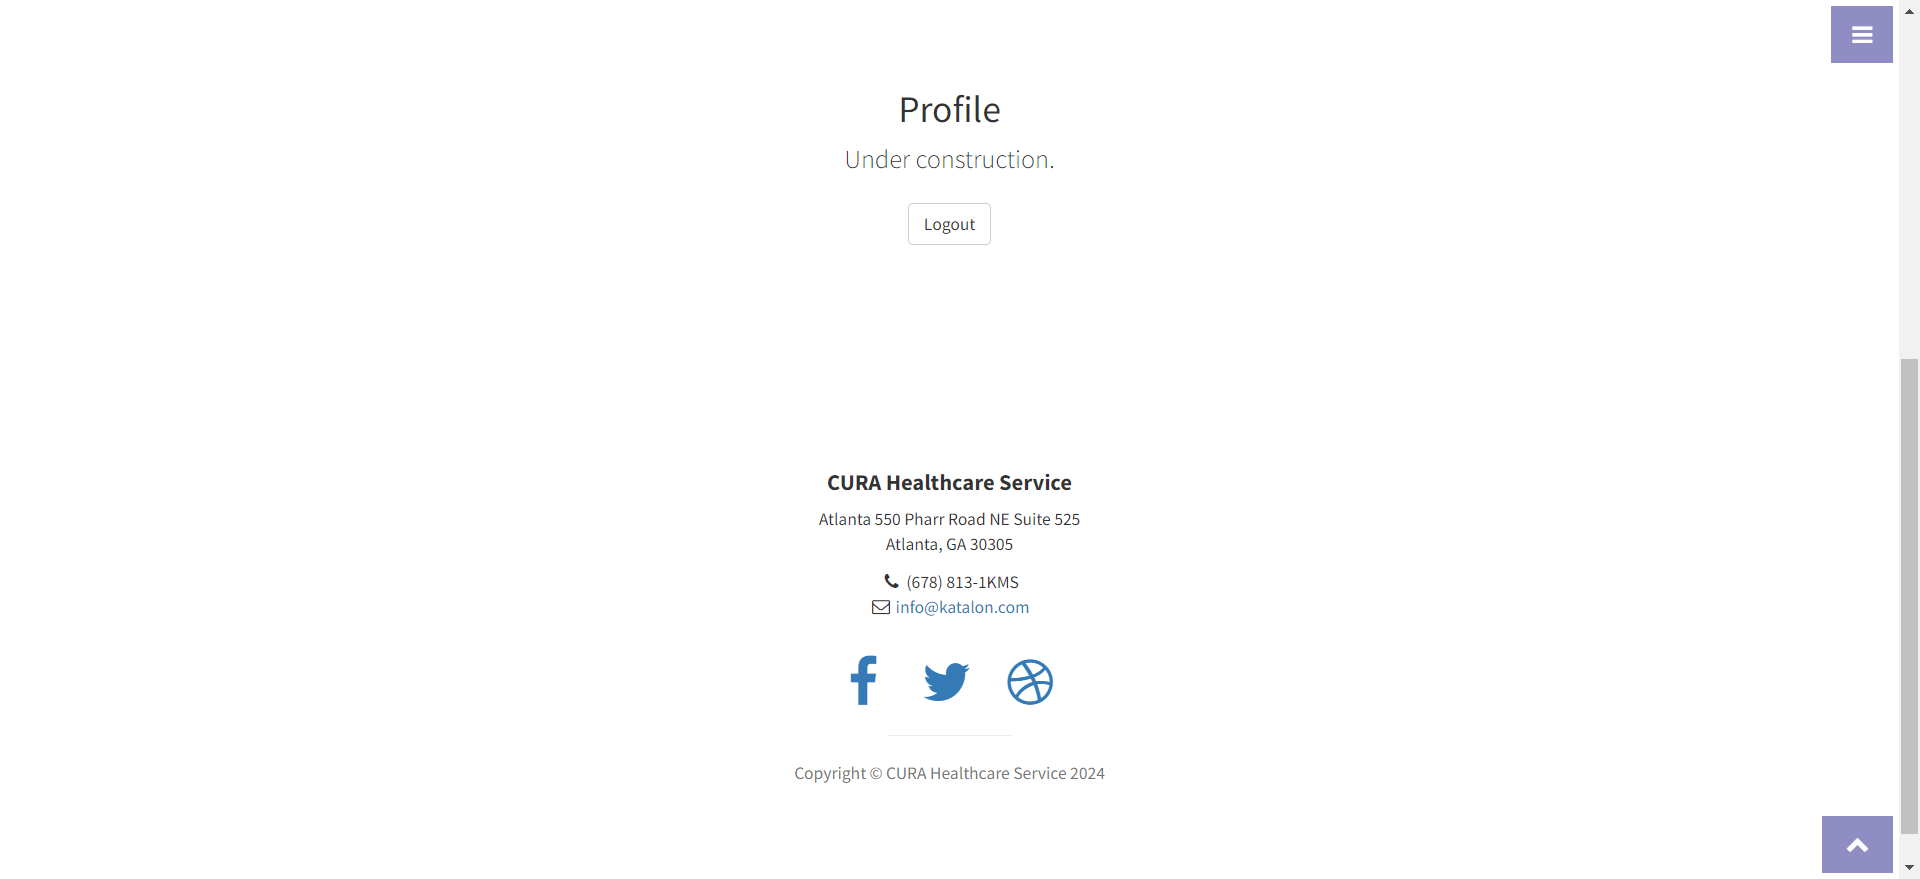 Profile
Under construction.
Logout
CURA Healthcare Service
Atlanta 550 Pharr Road NE Suite 525
Atlanta, GA 30305
(678) 813-1KMS
info@katalon.com
Copyright © CURA Healthcare Service 2024